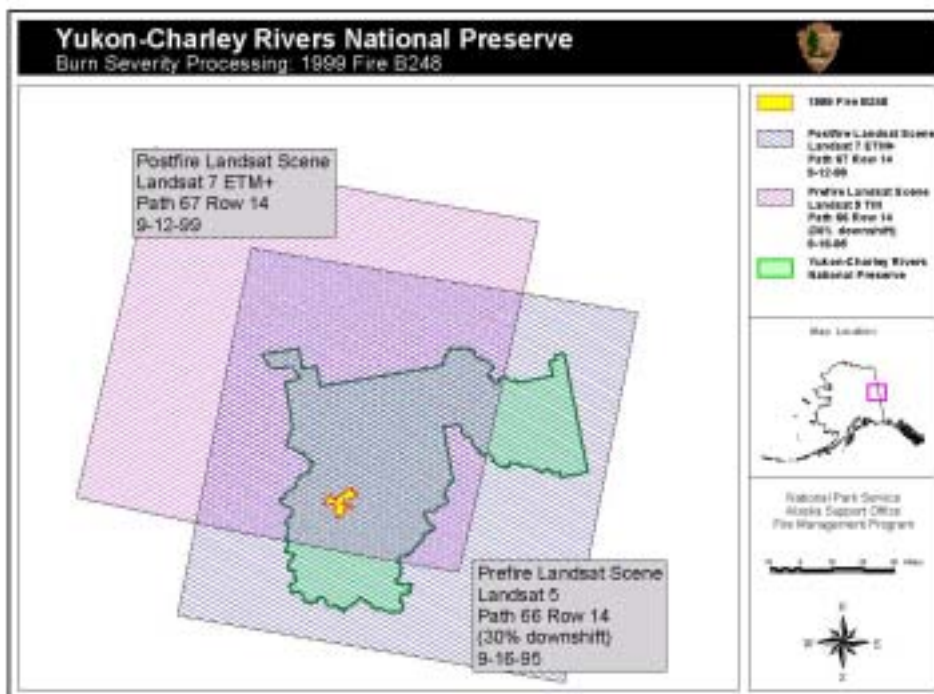 Yukon-Charley Rivers National Preserve
Burn Severity Processing: 1999 Fire B248
Postfire Landsat Scene
Landsat 7 ETM+
Path 67 Row 14
9-12-99
Prefire Landsat Scene
Landsat 5
Path 66 Row 14
(30% downshift)
9-16-95
1999 Fire B248
Postfire Landsat Scene
Landsat 7 ETM+
Path 67 Row 14
9-12-99
Prefire Landsat Scene
Landsat 5 TM
Path 66 Row 14
(30% downshift)
9-16-95
Yukon-Charley Rivers
National Preserve
Map Location
National Park Service
Alaska Support Office
Fire Management Program
Miles
N
W
E
S